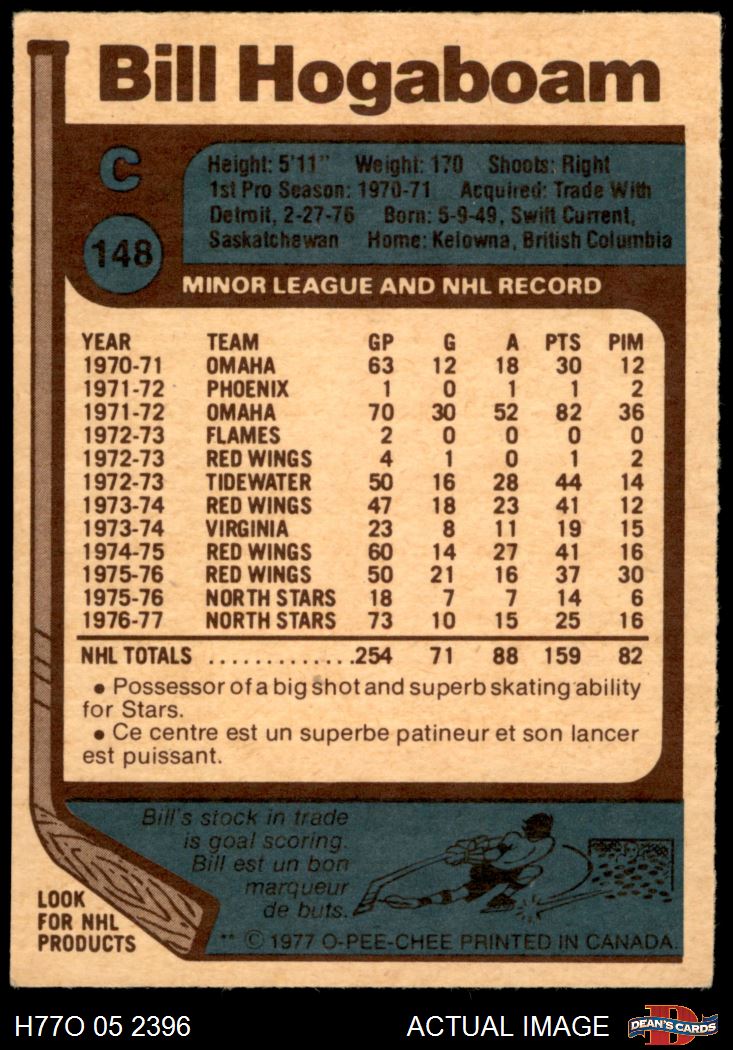 Bill Hogaboam
C
148
Height: 5'11" Weight: 170 Shoots: Right
1st Pro Season: 1970-71 Acquired: Trade With
Detroit, 2-27-76 Born: 5-9-49, Swift Current,
Saskatchewan Home: Kelowna, British Columbia
MINOR LEAGUE AND NHL RECORD
YEAR TEAM GP G A PTS PIM
1970-71 OMAHA 63 12 18 30 12
1971-72 PHOENIX 1 0 1 1 2
1971-72 OMAHA 70 30 52 82 36
1972-73 FLAMES 2 0 0 0 0
1972-73 RED WINGS 4 1 0 1 2
1972-73 TIDEWATER 50 16 28 44 14
1973-74 RED WINGS 47 18 23 41 12
1973-74 VIRGINIA 23 8 11 19 15
1974-75 RED WINGS 60 14 27 41 16
1975-76 RED WINGS 50 21 16 37 30
1975-76 NORTH STARS 18 7 7 14 6
1976-77 NORTH STARS 73 10 15 25 16
NHL TOTALS .............254 71 88 159 82
• Possessor of a big shot and superb skating ability
for Stars.
• Ce centre est un superbe patineur et son lancer
est puissant.
Bill's stock in trade
is goal scoring.
Bill est un bon
marqueur
de buts.
LOOK
FOR NHL
PRODUCTS
** © 1977 O-PEE-CHEE PRINTED IN CANADA.
H77O 05 2396 ACTUAL IMAGE
D
DEAN'S CARDS